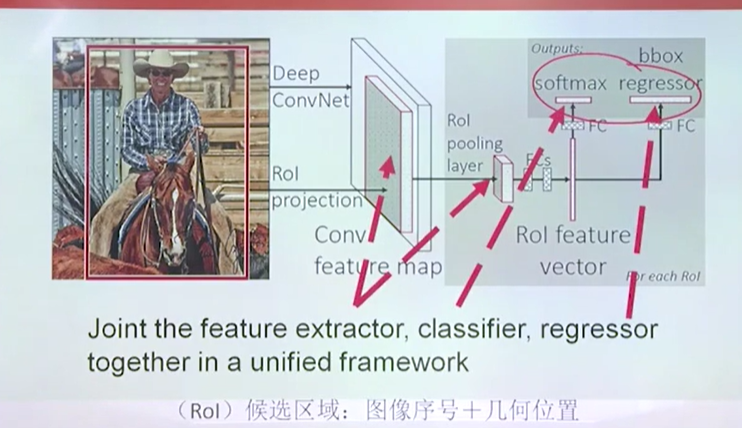 Outputs:
bbox
softmax regressor
Deep
ConvNet
RoI
pooling
layer
FC
FC
FCs
RoI
projection
Conv
feature map
RoI feature
vector
For each RoI
Joint the feature extractor, classifier, regressor
together in a unified framework
（RoI）候选区域：图像序号＋几何位置